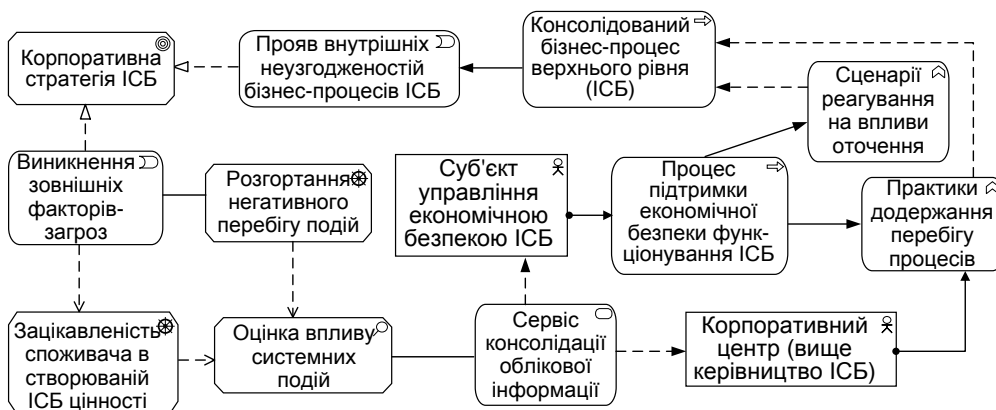 Корпоративна
стратегія ІСБ
Прояв внутрішніх
неузгодженостей
бізнес-процесів ІСБ
Консолідований
бізнес-процес
верхнього рівня
(ІСБ)
Сценарії
реагування
на впливи
оточення
Виникнення
зовнішніх
факторів-
загроз
Розгортання
негативного
перебігу подій
Суб'єкт
управління
економічною
безпекою ІСБ
Процес
підтримки
економічної
безпеки функ-
ціонування ІСБ
Практики
додержання
перебігу
процесів
Зацікавленість
споживача в
створюваній
ІСБ цінності
Оцінка впливу
системних
подій
Сервіс
консолідації
облікової
інформації
Корпоративний
центр (вище
керівництво ІСБ)